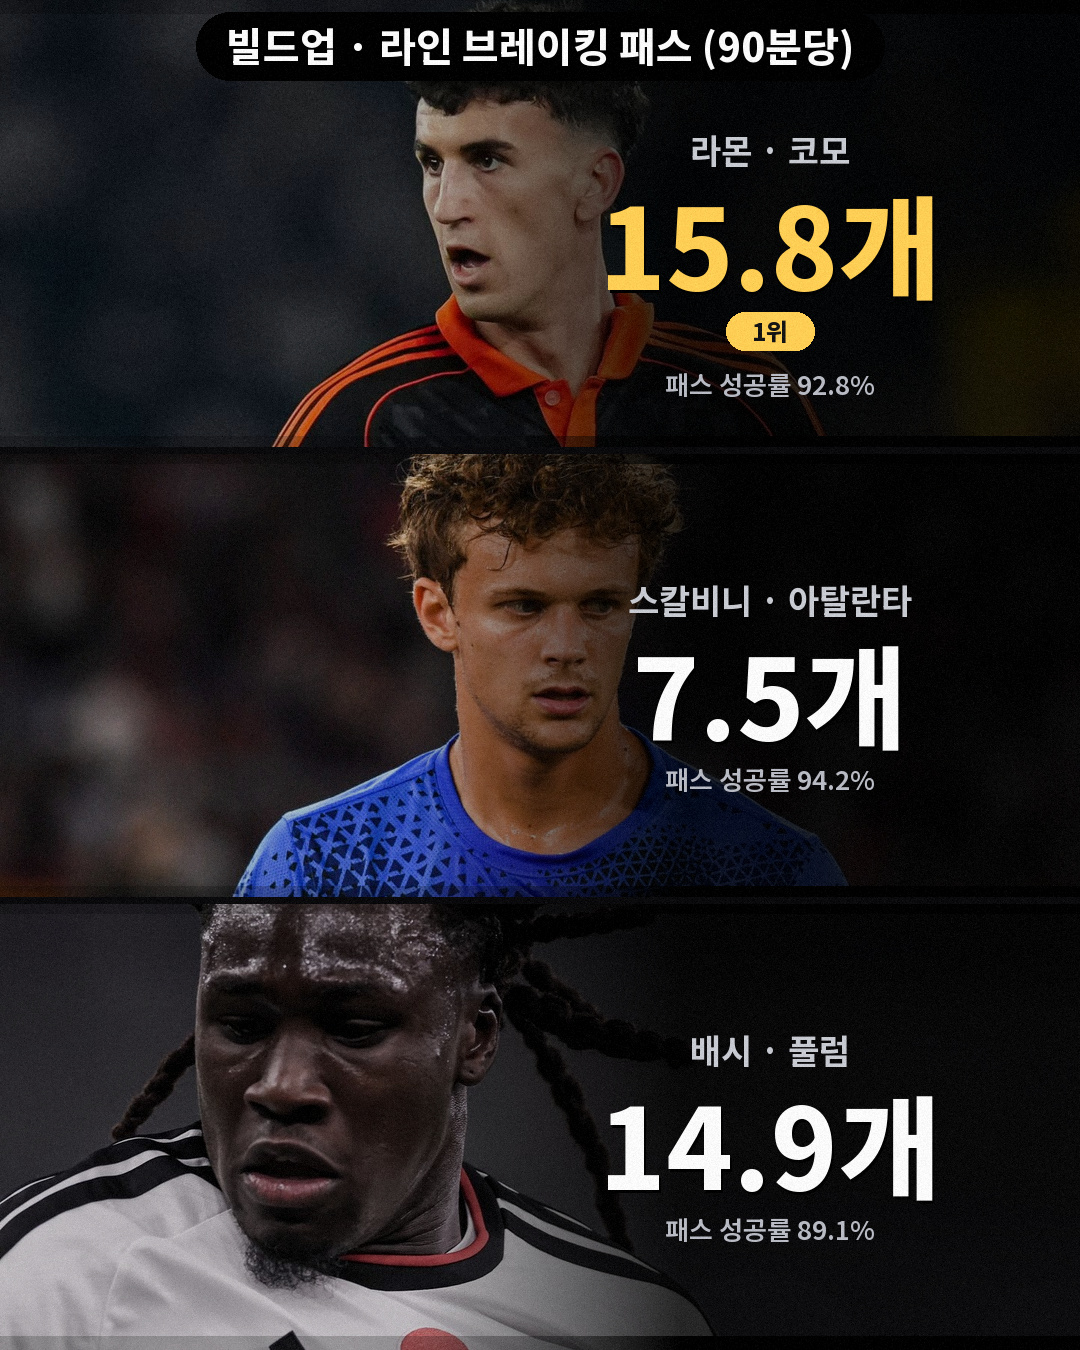 빌드업 · 라인 브레이킹 패스 (90분당)
라몬 · 코모
15.8개
1위
패스 성공률 92.8%
스칼비니 · 아탈란타
7.5개
패스 성공률 94.2%
배시 · 풀럼
14.9개
패스 성공률 89.1%